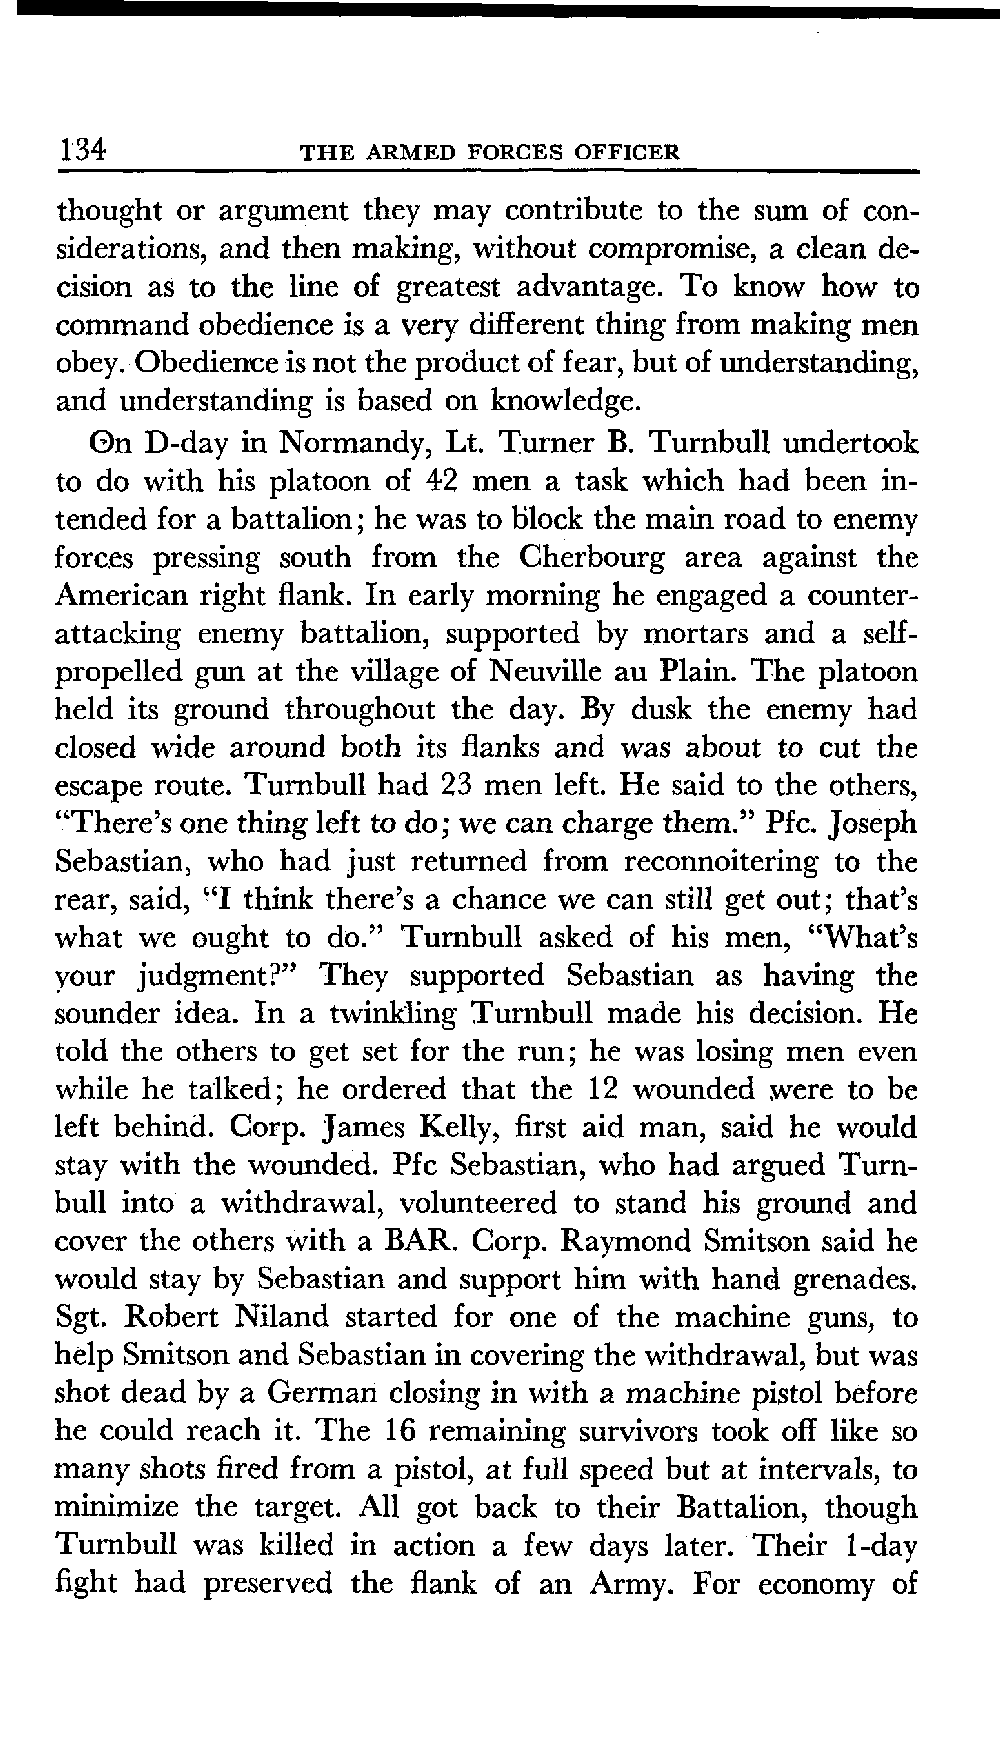 134 THE ARMED FORCES OFFICER
thought or argument they may contribute to the sum of con-
siderations, and then making, without compromise, a clean de-
cision as to the line of greatest advantage. To know how to
command obedience is a very different thing from making men
obey. Obedience is not the product of fear, but of understanding,
and understanding is based on knowledge.
On D-day in Normandy, Lt. Turner B. Turnbull undertook
to do with his platoon of 42 men a task which had been in-
tended for a battalion; he was to block the main road to enemy
forces pressing south from the Cherbourg area against the
American right flank. In early morning he engaged a counter-
attacking enemy battalion, supported by mortars and a self-
propelled gun at the village of Neuville au Plain. The platoon
held its ground throughout the day. By dusk the enemy had
closed wide around both its flanks and was about to cut the
escape route. Turnbull had 23 men left. He said to the others,
“There’s one thing left to do; we can charge them.” Pfc. Joseph
Sebastian, who had just returned from reconnoitering to the
rear, said, “I think there’s a chance we can still get out; that’s
what we ought to do.” Turnbull asked of his men, “What’s
your judgment?” They supported Sebastian as having the
sounder idea. In a twinkling Turnbull made his decision. He
told the others to get set for the run; he was losing men even
while he talked; he ordered that the 12 wounded were to be
left behind. Corp. James Kelly, first aid man, said he would
stay with the wounded. Pfc Sebastian, who had argued Turn-
bull into a withdrawal, volunteered to stand his ground and
cover the others with a BAR. Corp. Raymond Smitson said he
would stay by Sebastian and support him with hand grenades.
Sgt. Robert Niland started for one of the machine guns, to
help Smitson and Sebastian in covering the withdrawal, but was
shot dead by a German closing in with a machine pistol before
he could reach it. The 16 remaining survivors took off like so
many shots fired from a pistol, at full speed but at intervals, to
minimize the target. All got back to their Battalion, though
Turnbull was killed in action a few days later. Their 1-day
fight had preserved the flank of an Army. For economy of